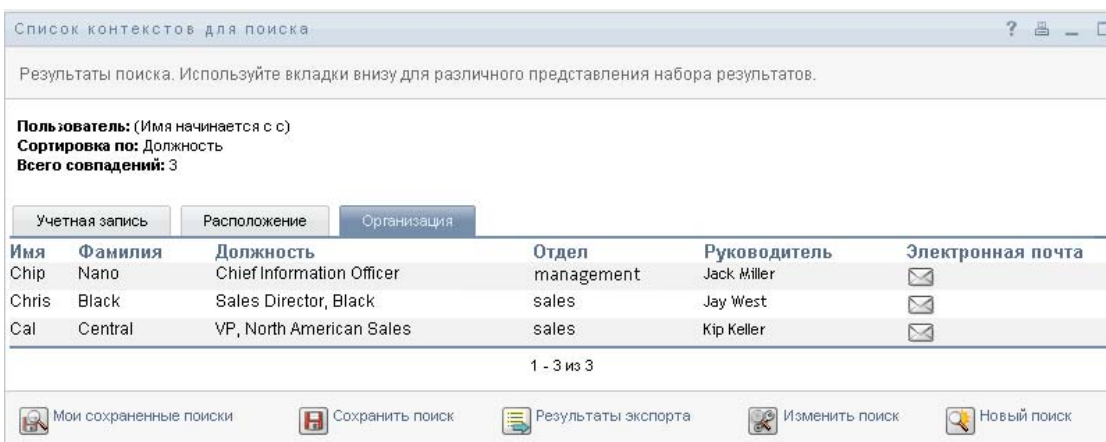 Список контекстов для поиска ?
Результаты поиска. Используйте вкладки внизу для различного представления набора результатов.
Пользователь: (Имя начинается с c)
Сортировка по: Должность
Всего совпадений: 3
Учетная запись Расположение Организация
Имя Фамилия Должность Отдел Руководитель Электронная почта
Chip Nano Chief Information Officer management Jack Miller
Chris Black Sales Director, Black sales Jay West
Cal Central VP, North American Sales sales Kip Keller
1 - 3 из 3
Мои сохраненные поиски Сохранить поиск Результаты экспорта Изменить поиск Новый поиск